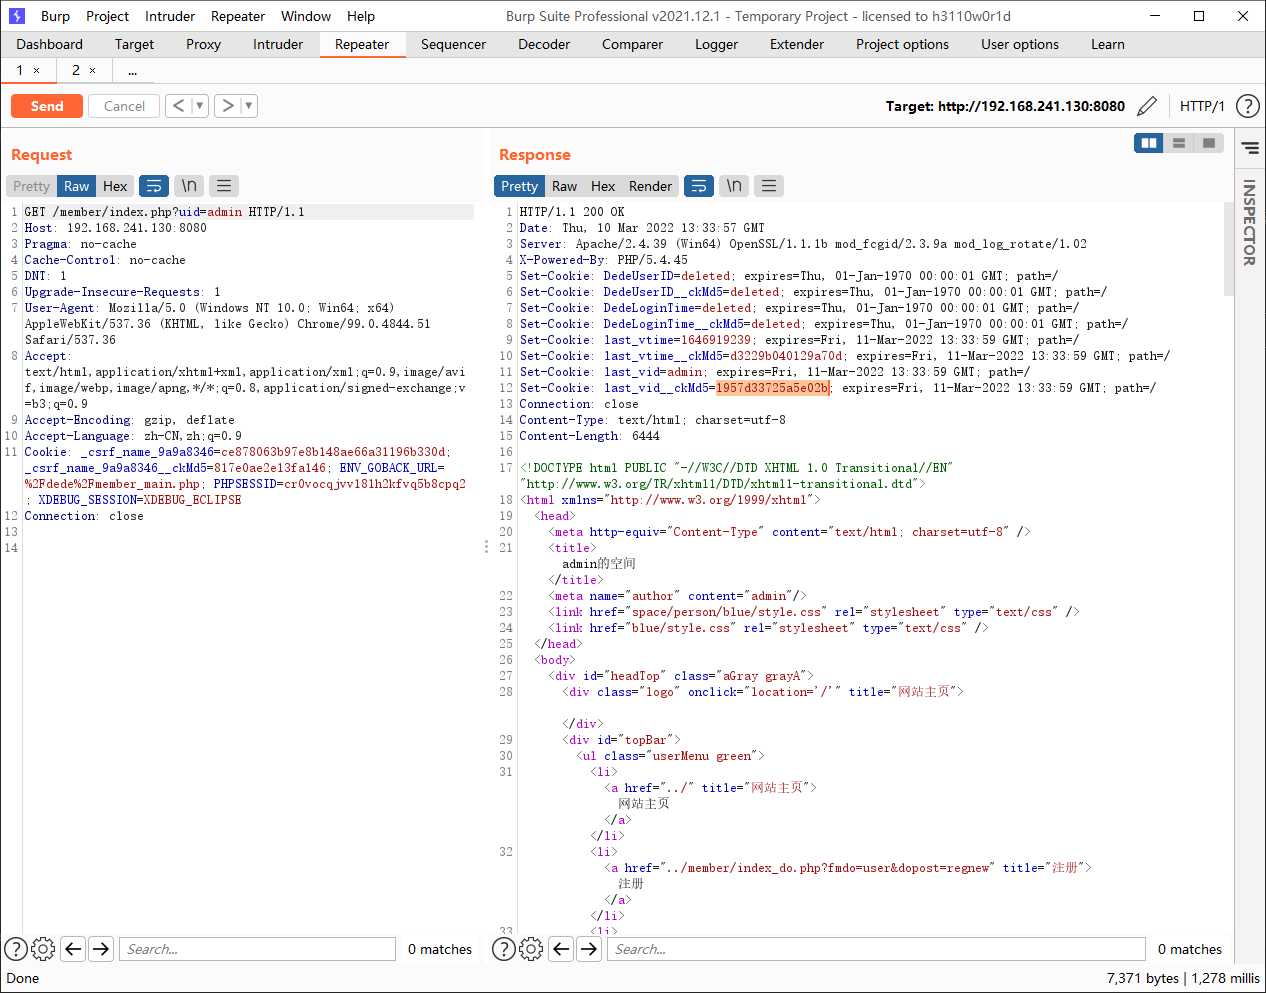 Burp Project Intruder Repeater Window Help Burp Suite Professional v2021.12.1 - Temporary Project - licensed to h3110w0r1d
Dashboard Target Proxy Intruder Repeater Sequencer Decoder Comparer Logger Extender Project options User options Learn
1 × 2 × ...
Send Cancel < ▼ > ▼ Target: http://192.168.241.130:8080 HTTP/1 ?
Request
Pretty Raw Hex \n
1 GET /member/index.php?uid=admin HTTP/1.1
2 Host: 192.168.241.130:8080
3 Pragma: no-cache
4 Cache-Control: no-cache
5 DNT: 1
6 Upgrade-Insecure-Requests: 1
7 User-Agent: Mozilla/5.0 (Windows NT 10.0; Win64; x64)
AppleWebKit/537.36 (KHTML, like Gecko) Chrome/99.0.4844.51
Safari/537.36
8 Accept:
text/html,application/xhtml+xml,application/xml;q=0.9,image/avi
f,image/webp,image/apng,*/*;q=0.8,application/signed-exchange;v
=b3;q=0.9
9 Accept-Encoding: gzip, deflate
10 Accept-Language: zh-CN,zh;q=0.9
11 Cookie: _csrf_name_9a9a8346=ce878063b97e8b148ae66a31196b330d;
_csrf_name_9a9a8346__ckMd5=817e0ae2e13fa146; ENV_GOBACK_URL=
%2Fdede%2Fmember_main.php; PHPSESSID=cr0vocqjvv181h2kfvq5b8cpq2
; XDEBUG_SESSION=XDEBUG_ECLIPSE
12 Connection: close
13
14
Search... 0 matches
Response
Pretty Raw Hex Render \n
1 HTTP/1.1 200 OK
2 Date: Thu, 10 Mar 2022 13:33:57 GMT
3 Server: Apache/2.4.39 (Win64) OpenSSL/1.1.1b mod_fcgid/2.3.9a mod_log_rotate/1.02
4 X-Powered-By: PHP/5.4.45
5 Set-Cookie: DedeUserID=deleted; expires=Thu, 01-Jan-1970 00:00:01 GMT; path=/
6 Set-Cookie: DedeUserID__ckMd5=deleted; expires=Thu, 01-Jan-1970 00:00:01 GMT; path=/
7 Set-Cookie: DedeLoginTime=deleted; expires=Thu, 01-Jan-1970 00:00:01 GMT; path=/
8 Set-Cookie: DedeLoginTime__ckMd5=deleted; expires=Thu, 01-Jan-1970 00:00:01 GMT; path=/
9 Set-Cookie: last_vtime=1646919239; expires=Fri, 11-Mar-2022 13:33:59 GMT; path=/
10 Set-Cookie: last_vtime__ckMd5=d3229b040129a70d; expires=Fri, 11-Mar-2022 13:33:59 GMT; path=/
11 Set-Cookie: last_vid=admin; expires=Fri, 11-Mar-2022 13:33:59 GMT; path=/
12 Set-Cookie: last_vid__ckMd5=1957d33725a5e02b; expires=Fri, 11-Mar-2022 13:33:59 GMT; path=/
13 Connection: close
14 Content-Type: text/html; charset=utf-8
15 Content-Length: 6444
16
17 <!DOCTYPE html PUBLIC "-//W3C//DTD XHTML 1.0 Transitional//EN"
"http://www.w3.org/TR/xhtml1/DTD/xhtml1-transitional.dtd">
18 <html xmlns="http://www.w3.org/1999/xhtml">
19 <head>
20 <meta http-equiv="Content-Type" content="text/html; charset=utf-8" />
21 <title>
admin的空间
</title>
22 <meta name="author" content="admin"/>
23 <link href="space/person/blue/style.css" rel="stylesheet" type="text/css" />
24 <link href="blue/style.css" rel="stylesheet" type="text/css" />
25 </head>
26 <body>
27 <div id="headTop" class="aGray grayA">
28 <div class="logo" onclick="location='/'" title="网站主页">
</div>
29 <div id="topBar">
30 <ul class="userMenu green">
31 <li>
<a href="../" title="网站主页">
网站主页
</a>
</li>
32 <li>
<a href="../member/index_do.php?fmdo=user&dopost=regnew" title="注册">
注册
</a>
</li>
33 <li>
Search... 0 matches
INSPECTOR
Done 7,371 bytes | 1,278 millis